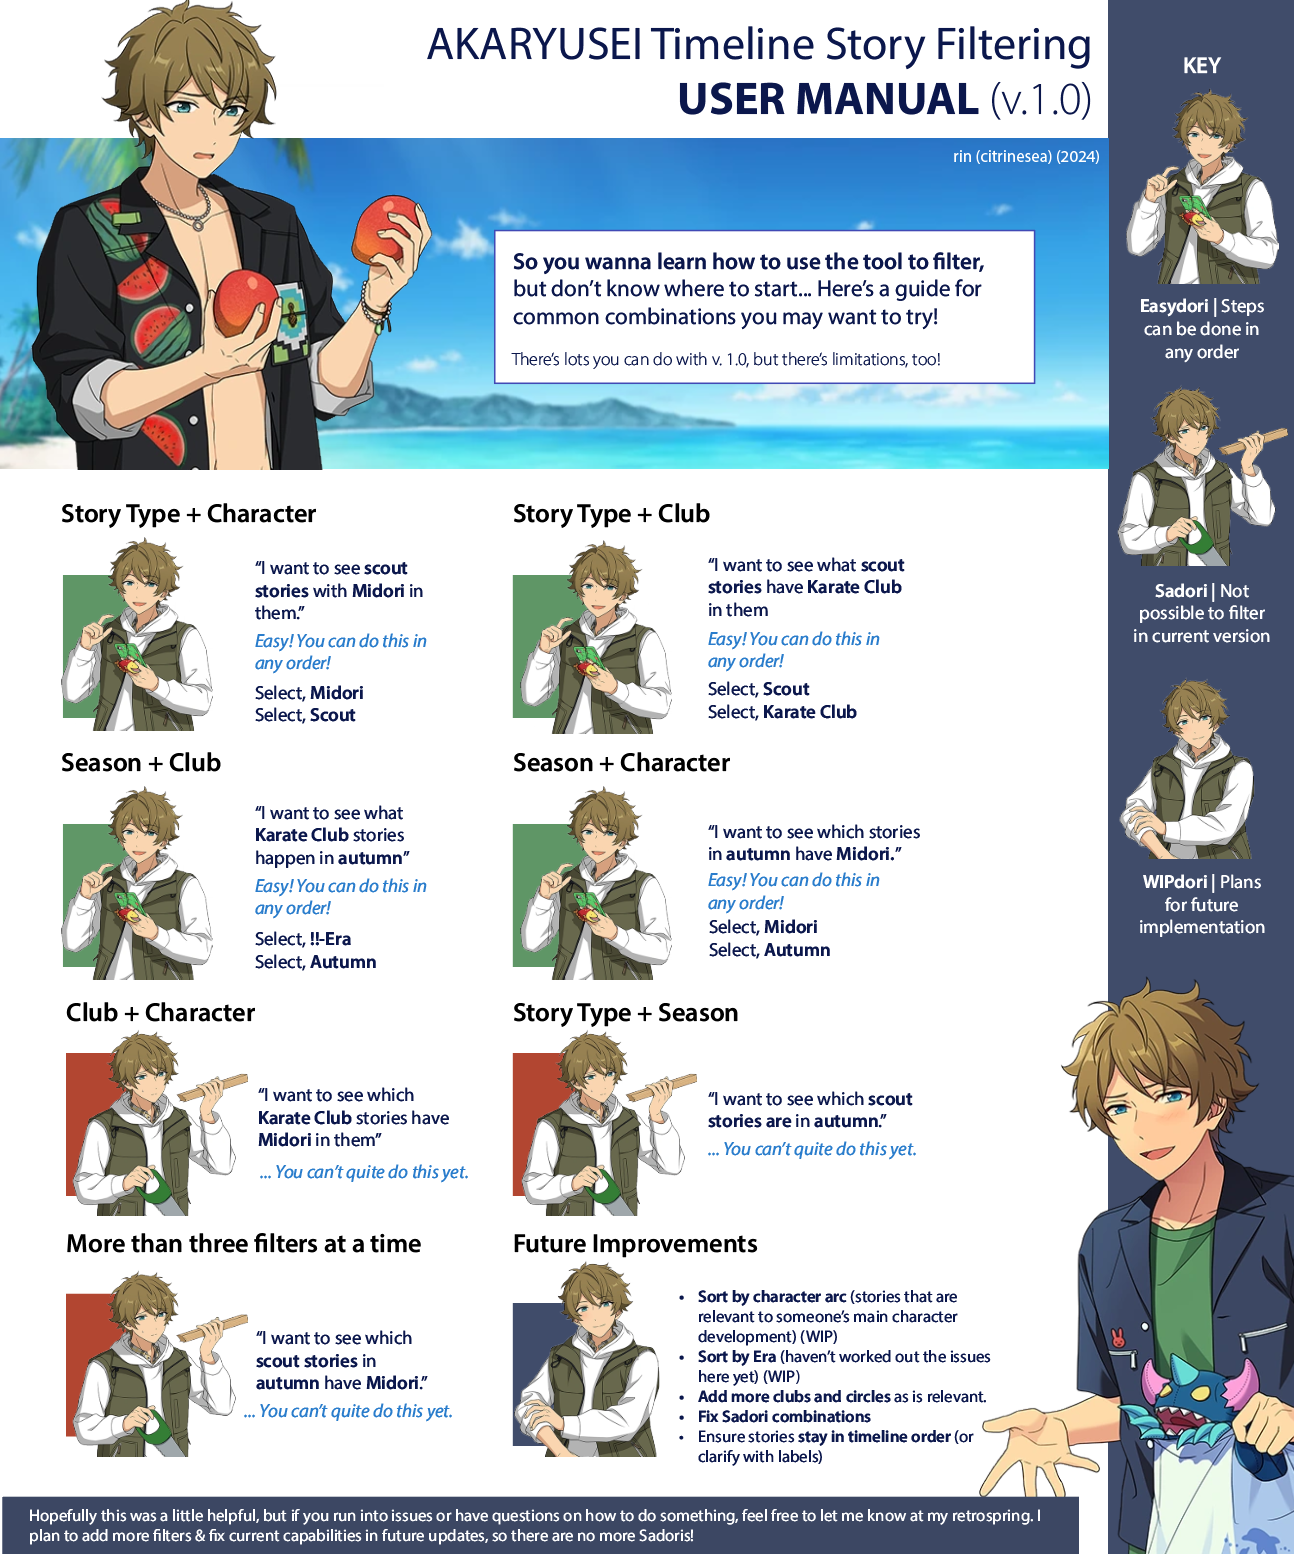 AKARYUSEI Timeline Story Filtering
USER MANUAL (v.1.0)
rin (citrinesea) (2024)
So you wanna learn how to use the tool to filter,
but don't know where to start... Here's a guide for
common combinations you may want to try!
There's lots you can do with v. 1.0, but there's limitations, too!
KEY
Easydori | Steps
can be done in
any order
Sadori | Not
possible to filter
in current version
WIPdori | Plans
for future
implementation
Story Type + Character
"I want to see scout
stories with Midori in
them."
Easy! You can do this in
any order!
Select, Midori
Select, Scout
Story Type + Club
"I want to see what scout
stories have Karate Club
in them
Easy! You can do this in
any order!
Select, Scout
Select, Karate Club
Season + Club
"I want to see what
Karate Club stories
happen in autumn"
Easy! You can do this in
any order!
Select, !!-Era
Select, Autumn
Season + Character
"I want to see which stories
in autumn have Midori."
Easy! You can do this in
any order!
Select, Midori
Select, Autumn
Club + Character
"I want to see which
Karate Club stories have
Midori in them"
... You can't quite do this yet.
Story Type + Season
"I want to see which scout
stories are in autumn."
... You can't quite do this yet.
More than three filters at a time
"I want to see which
scout stories in
autumn have Midori."
... You can't quite do this yet.
Future Improvements
• Sort by character arc (stories that are
relevant to someone's main character
development) (WIP)
• Sort by Era (haven't worked out the issues
here yet) (WIP)
• Add more clubs and circles as is relevant.
• Fix Sadori combinations
• Ensure stories stay in timeline order (or
clarify with labels)
Hopefully this was a little helpful, but if you run into issues or have questions on how to do something, feel free to let me know at my retrospring. I
plan to add more filters & fix current capabilities in future updates, so there are no more Sadoris!